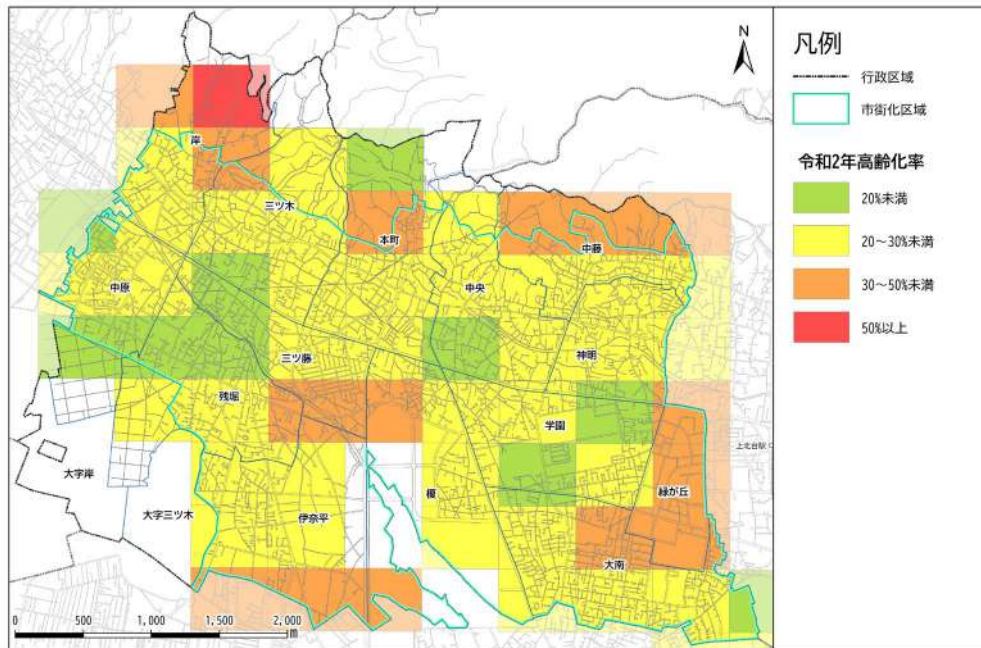 凡例
行政区域
市街化区域
令和2年高齢化率
20%未満
20～30%未満
30～50%未満
50%以上
N
岸
三ツ木
本町
中藤
中原
中央
三ツ藤
神明
残堀
学園
上北台駅
大字岸
榎
緑が丘
大字三ツ木
伊奈平
大南
0 500 1,000 1,500 2,000
m